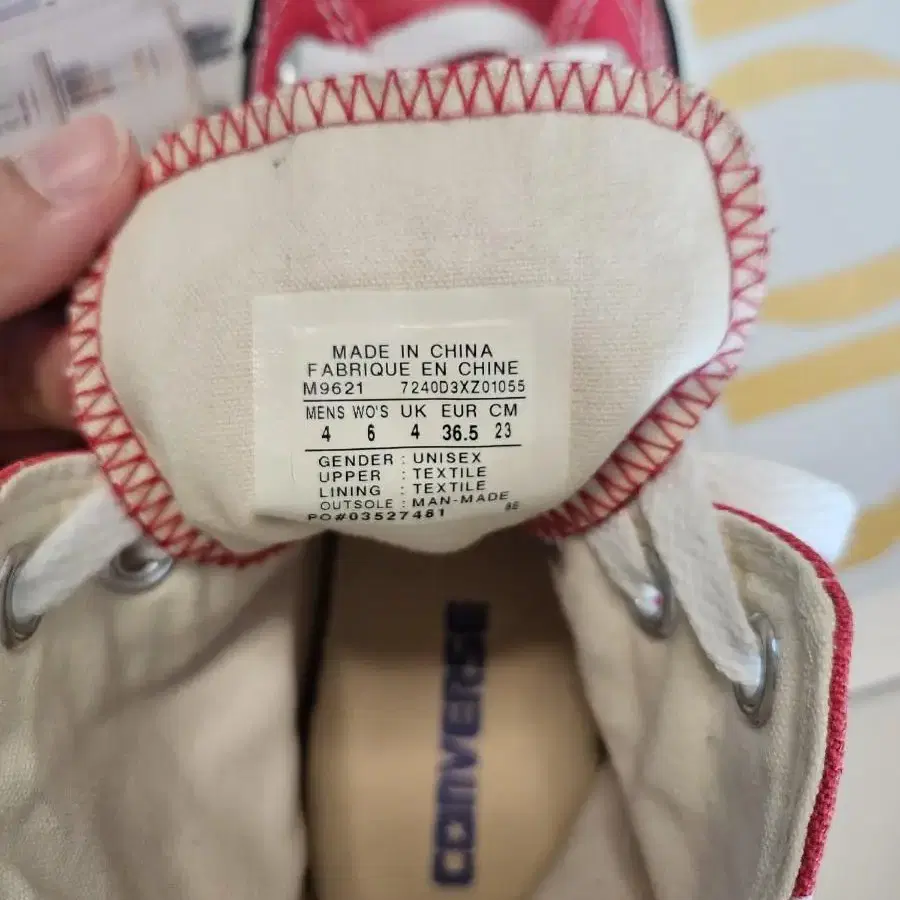 MADE IN CHINA
FABRIQUE EN CHINE
M9621 7240D3XZ01055
MENS WO'S UK EUR CM
4 6 4 36.5 23
GENDER : UNISEX
UPPER : TEXTILE
LINING : TEXTILE
OUTSOLE : MAN-MADE
PO#03527481
CONVERSE